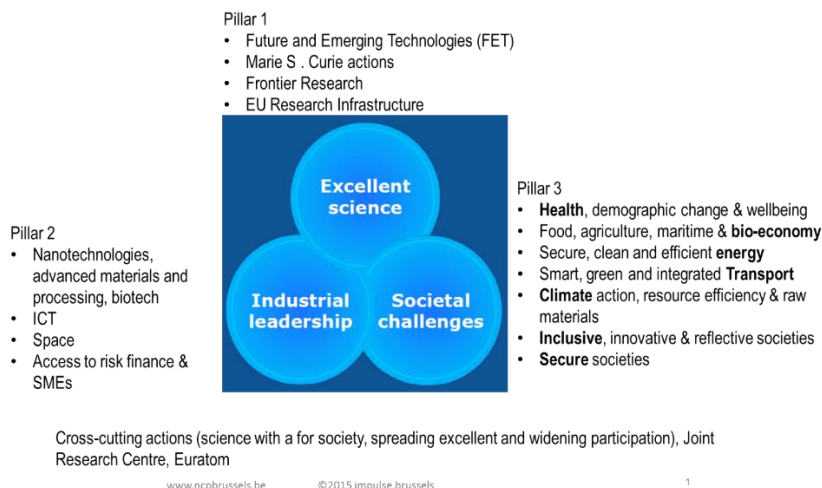 Pillar 1
• Future and Emerging Technologies (FET)
• Marie S . Curie actions
• Frontier Research
• EU Research Infrastructure
Excellent
science
Industrial
leadership
Societal
challenges
Pillar 2
• Nanotechnologies,
advanced materials and
processing, biotech
• ICT
• Space
• Access to risk finance &
SMEs
Pillar 3
• Health, demographic change & wellbeing
• Food, agriculture, maritime & bio-economy
• Secure, clean and efficient energy
• Smart, green and integrated Transport
• Climate action, resource efficiency & raw
materials
• Inclusive, innovative & reflective societies
• Secure societies
Cross-cutting actions (science with a for society, spreading excellent and widening participation), Joint
Research Centre, Euratom
www.ncpbrussels.be ©2015 impulse.brussels 1